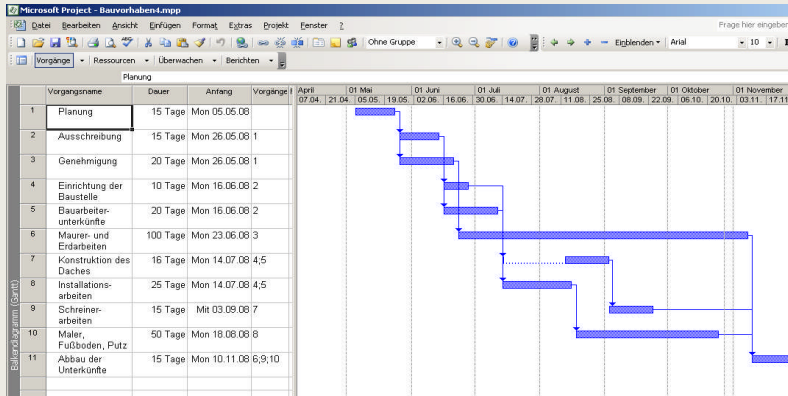 Microsoft Project - Bauvorhaben4.mpp
Datei Bearbeiten Ansicht Einfügen Format Extras Projekt Fenster ? Frage hier eingeben
Ohne Gruppe Einblenden Arial 10
Vorgänge Ressourcen Überwachen Berichten
Planung
Vorgangsname Dauer Anfang Vorgänge April 01 Mai 01 Juni 01 Juli 01 August 01 September 01 Oktober 01 November
07.04. 21.04. 05.05. 19.05. 02.06. 16.06. 30.06. 14.07. 28.07. 11.08. 25.08. 08.09. 22.09. 06.10. 20.10. 03.11. 17.11
1 Planung 15 Tage Mon 05.05.08
2 Ausschreibung 15 Tage Mon 26.05.08 1
3 Genehmigung 20 Tage Mon 26.05.08 1
4 Einrichtung der 10 Tage Mon 16.06.08 2
Baustelle
5 Bauarbeiter- 20 Tage Mon 16.06.08 2
unterkünfte
6 Maurer- und 100 Tage Mon 23.06.08 3
Erdarbeiten
7 Konstruktion des 16 Tage Mon 14.07.08 4;5
Daches
8 Installations- 25 Tage Mon 14.07.08 4;5
arbeiten
9 Schreiner- 15 Tage Mit 03.09.08 7
arbeiten
10 Maler, 50 Tage Mon 18.08.08 8
Fußboden, Putz
11 Abbau der 15 Tage Mon 10.11.08 6;9;10
Unterkünfte
Balkendiagramm (Gantt)